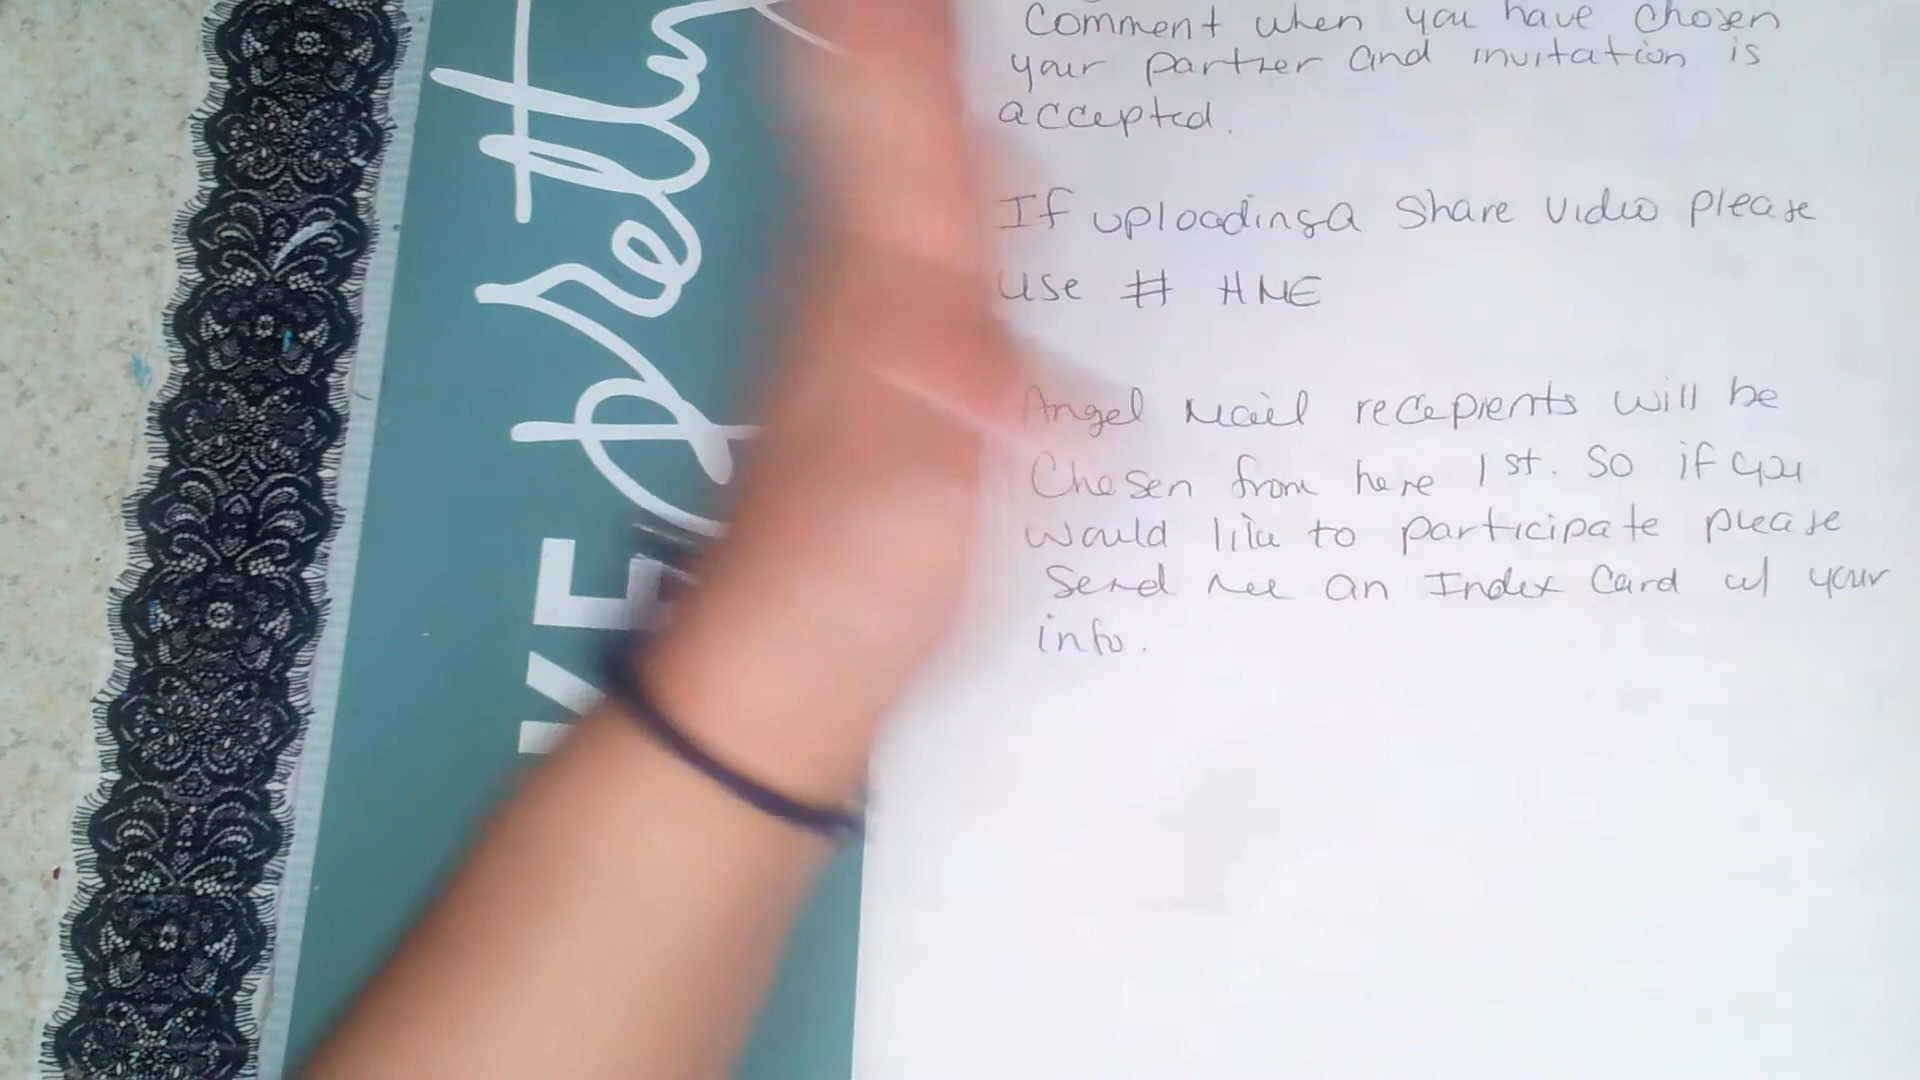 Comment when you have chosen
your partner and invitation is
accepted.
If uploading a share video please
use # HME
Angel Mail recepients will be
Chosen from here 1st. So if you
would like to participate please
Send me an Index Card w/ your
info.
pretty
KE